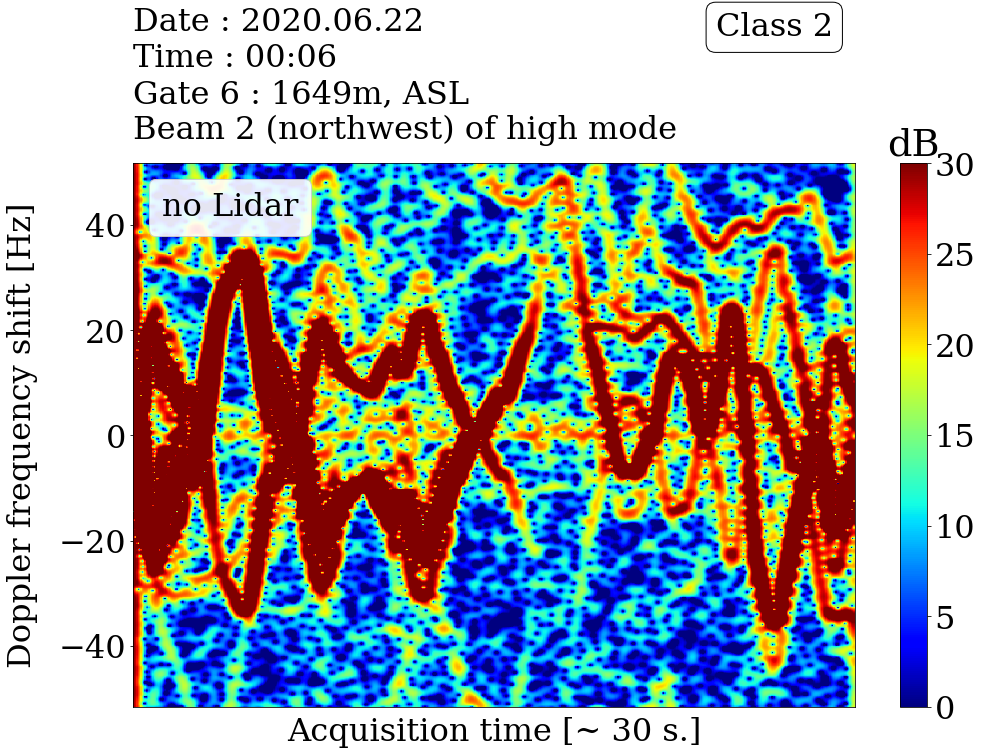 Date : 2020.06.22
Time : 00:06
Gate 6 : 1649m, ASL
Beam 2 (northwest) of high mode
Class 2
no Lidar
dB
30
25
20
15
10
5
0
40
20
0
−20
−40
Doppler frequency shift [Hz]
Acquisition time [~ 30 s.]